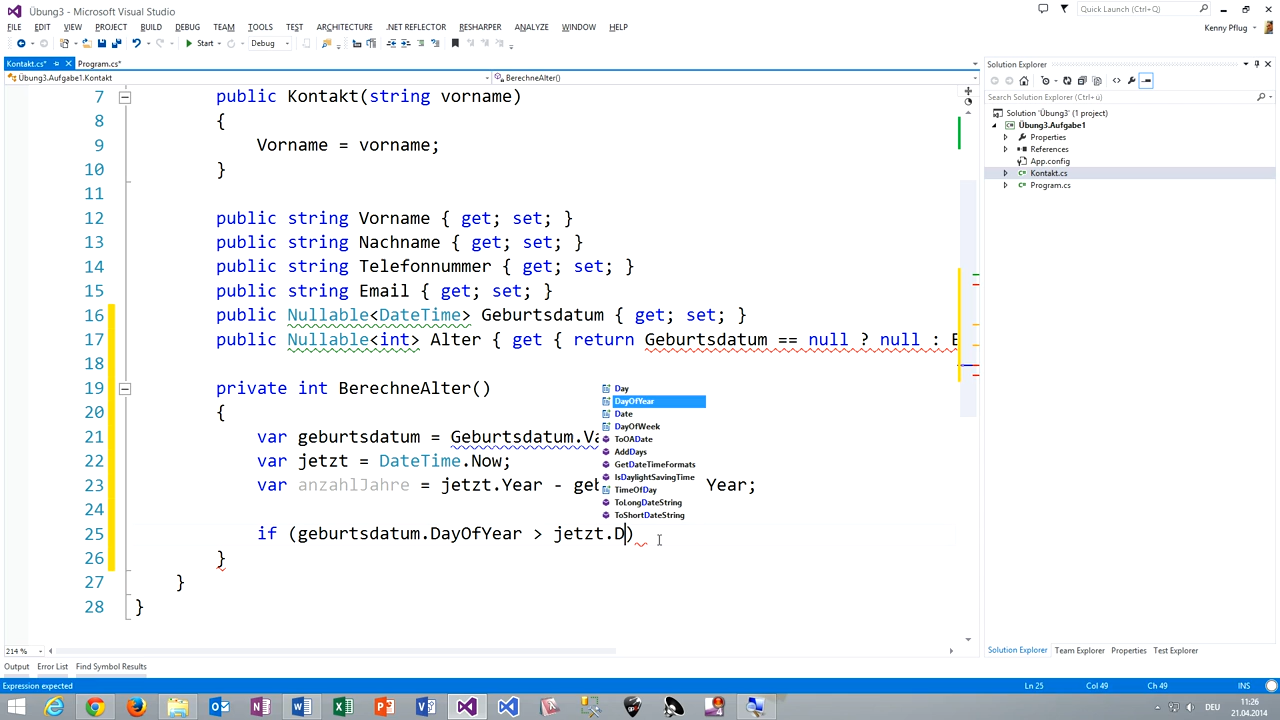 Übung3 - Microsoft Visual Studio
Quick Launch (Ctrl+Q)
FILE EDIT VIEW PROJECT BUILD DEBUG TEAM TOOLS TEST ARCHITECTURE .NET REFLECTOR RESHARPER ANALYZE WINDOW HELP
Kenny Pflug
Start Debug
Kontakt.cs* Program.cs*
Solution Explorer
Übung3.Aufgabe1.Kontakt BerechneAlter()
Search Solution Explorer (Ctrl+ü)
Solution 'Übung3' (1 project)
Übung3.Aufgabe1
Properties
References
App.config
Kontakt.cs
Program.cs
7 public Kontakt(string vorname)
8 {
9 Vorname = vorname;
10 }
11
12 public string Vorname { get; set; }
13 public string Nachname { get; set; }
14 public string Telefonnummer { get; set; }
15 public string Email { get; set; }
16 public Nullable<DateTime> Geburtsdatum { get; set; }
17 public Nullable<int> Alter { get { return Geburtsdatum == null ? null :
18
19 private int BerechneAlter()
20 {
21 var geburtsdatum = Geburtsdatum.Va
22 var jetzt = DateTime.Now;
23 var anzahlJahre = jetzt.Year - geb Year;
24
25 if (geburtsdatum.DayOfYear > jetzt.D)
26 }
27 }
28 }
Day
DayOfYear
Date
DayOfWeek
ToOADate
AddDays
GetDateTimeFormats
IsDaylightSavingTime
TimeOfDay
ToLongDateString
ToShortDateString
214 %
Solution Explorer Team Explorer Properties Test Explorer
Output Error List Find Symbol Results
Expression expected Ln 25 Col 49 Ch 49 INS
DEU
11:26
21.04.2014